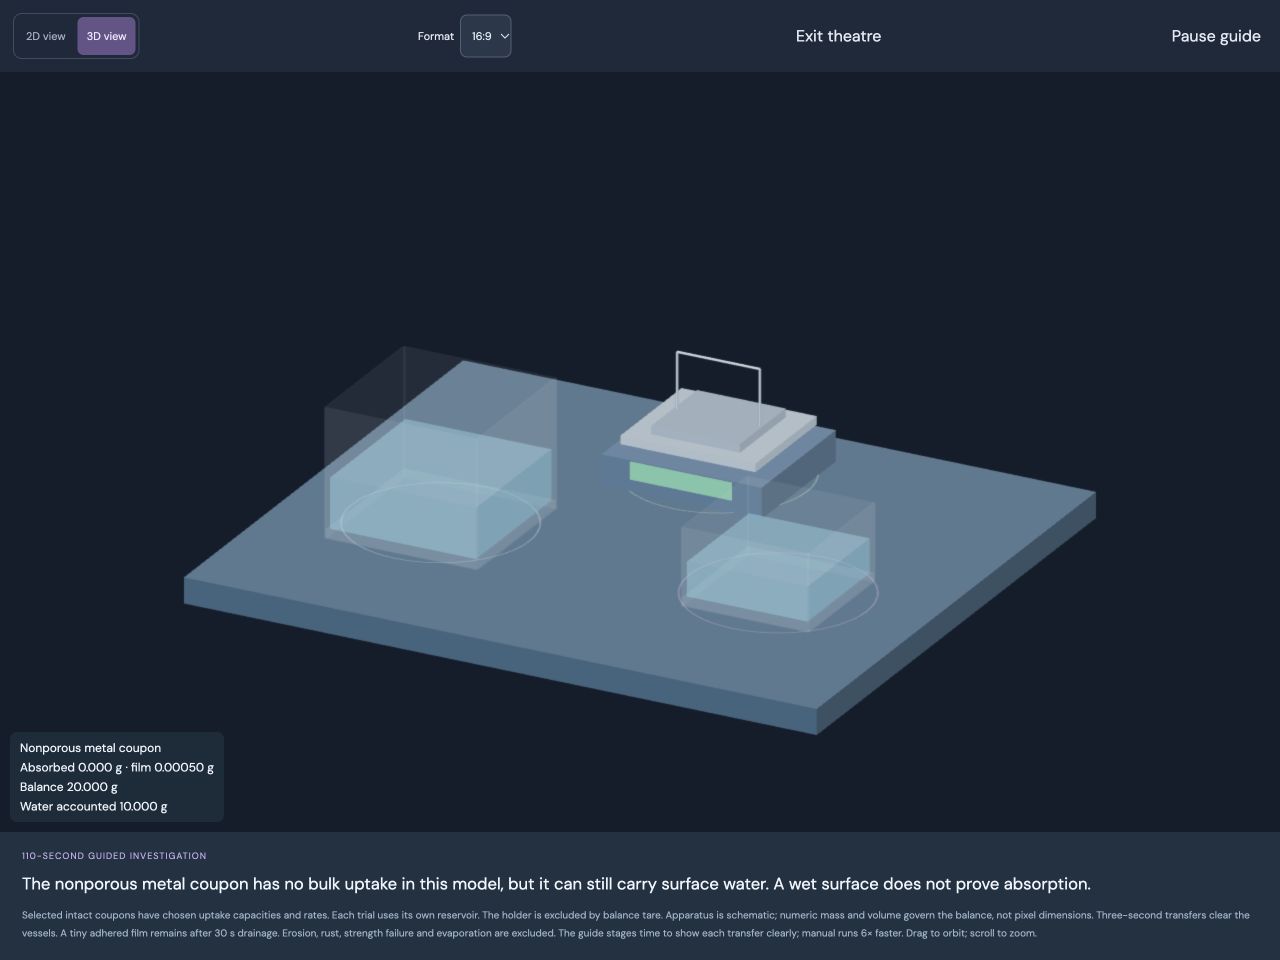 2D view
3D view
Format
16:9
Exit theatre
Pause guide
Nonporous metal coupon
Absorbed 0.000 g · film 0.00050 g
Balance 20.000 g
Water accounted 10.000 g
110-SECOND GUIDED INVESTIGATION
The nonporous metal coupon has no bulk uptake in this model, but it can still carry surface water. A wet surface does not prove absorption.
Selected intact coupons have chosen uptake capacities and rates. Each trial uses its own reservoir. The holder is excluded by balance tare. Apparatus is schematic; numeric mass and volume govern the balance, not pixel dimensions. Three-second transfers clear the
vessels. A tiny adhered film remains after 30 s drainage. Erosion, rust, strength failure and evaporation are excluded. The guide stages time to show each transfer clearly; manual runs 6× faster. Drag to orbit; scroll to zoom.